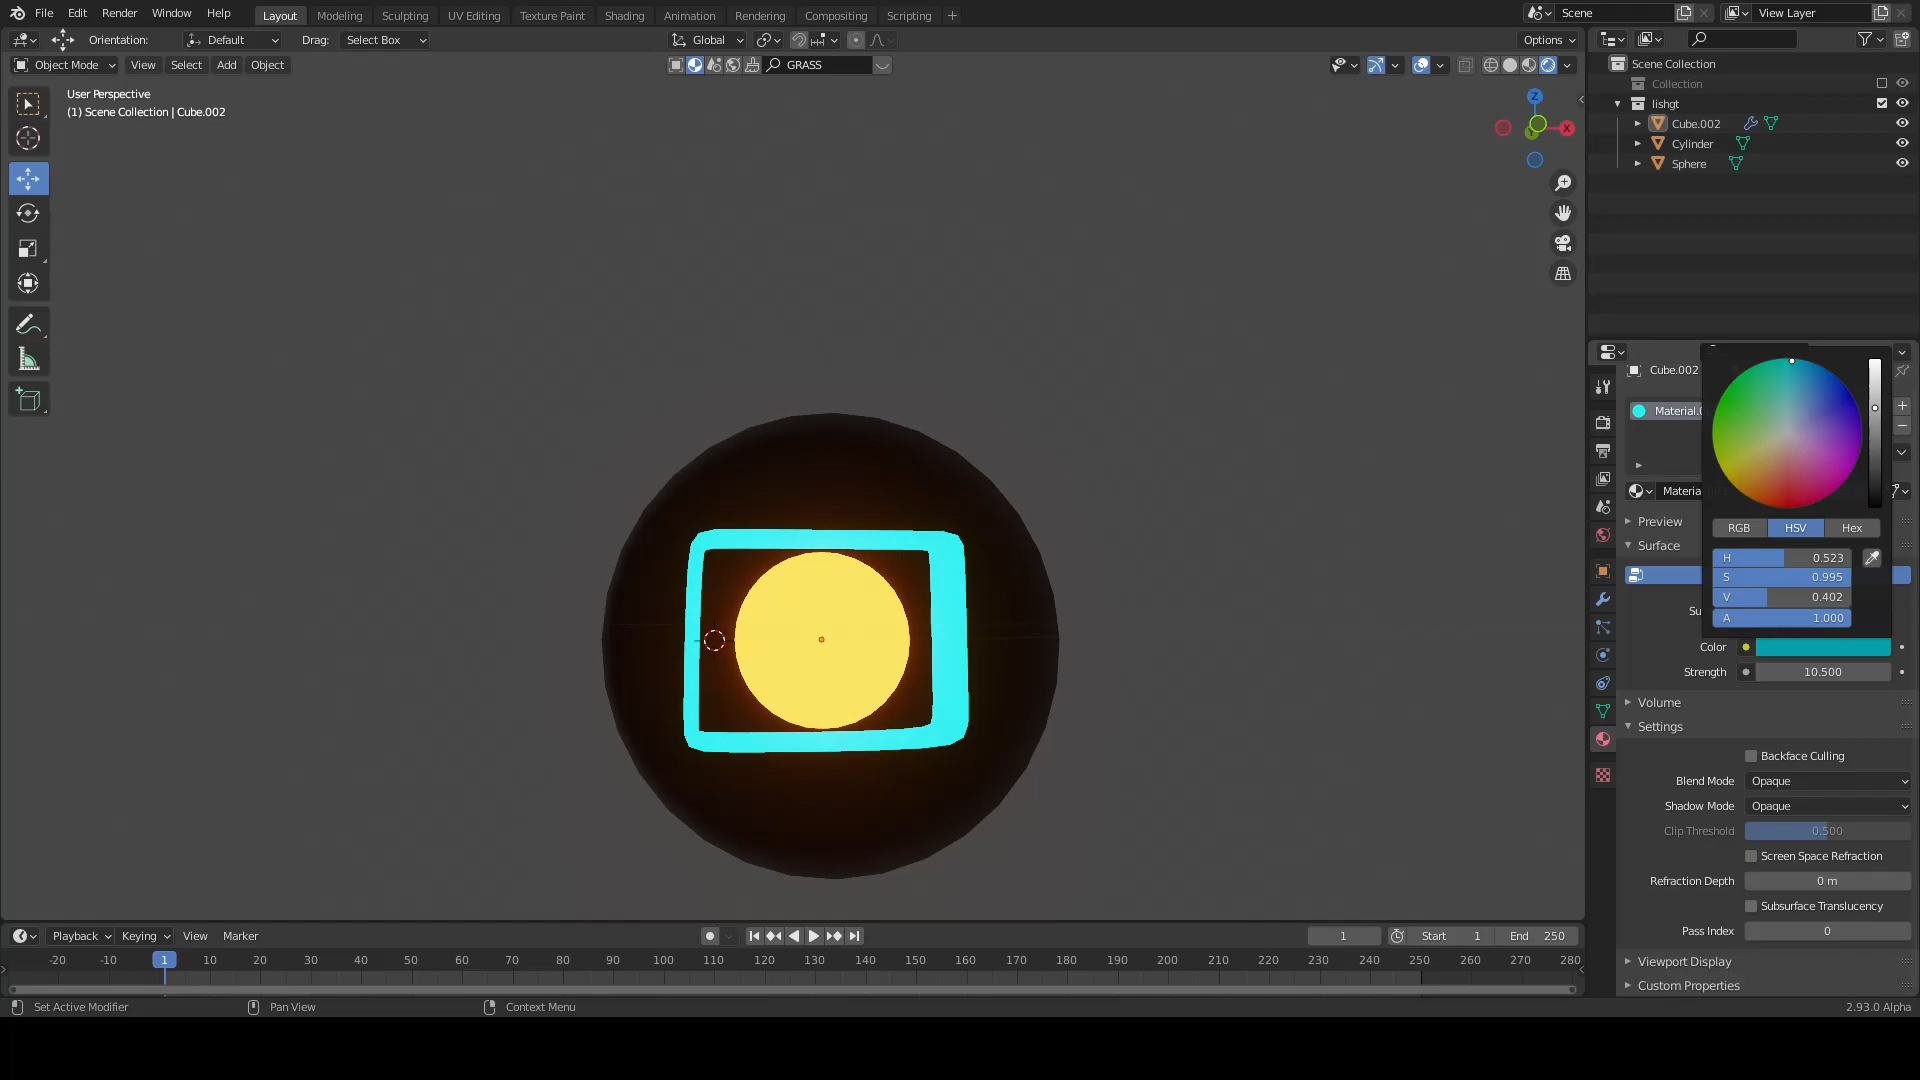 File Edit Render Window Help Layout Modeling Sculpting UV Editing Texture Paint Shading Animation Rendering Compositing Scripting + Scene View Layer
Orientation: Default Drag: Select Box Global Options
Object Mode View Select Add Object GRASS
User Perspective
(1) Scene Collection | Cube.002
Z
X
Scene Collection
Collection
lishgt
Cube.002
Cylinder
Sphere
Cube.002
Material.0
Materia
Preview
RGB HSV Hex
Surface
H 0.523
S 0.995
V 0.402
A 1.000
Su
Color
Strength 10.500
Volume
Settings
Backface Culling
Blend Mode Opaque
Shadow Mode Opaque
Clip Threshold 0.500
Screen Space Refraction
Refraction Depth 0 m
Subsurface Translucency
Pass Index 0
Viewport Display
Custom Properties
Playback Keying View Marker 1 Start 1 End 250
-20 -10 1 10 20 30 40 50 60 70 80 90 100 110 120 130 140 150 160 170 180 190 200 210 220 230 240 250 260 270 280
Set Active Modifier Pan View Context Menu 2.93.0 Alpha